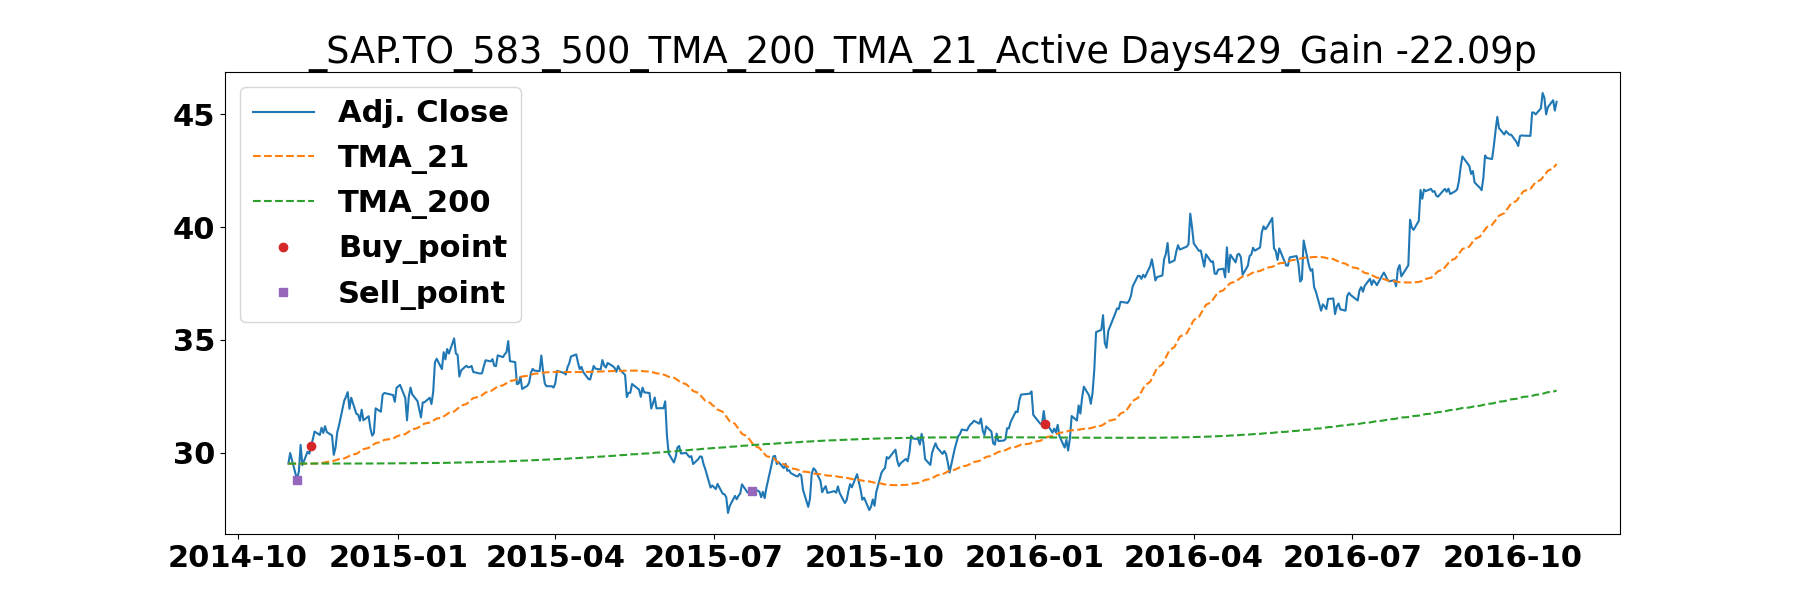 _SAP.TO_583_500_TMA_200_TMA_21_Active Days429_Gain -22.09p
Adj. Close
TMA_21
TMA_200
Buy_point
Sell_point
45
40
35
30
2014-10 2015-01 2015-04 2015-07 2015-10 2016-01 2016-04 2016-07 2016-10